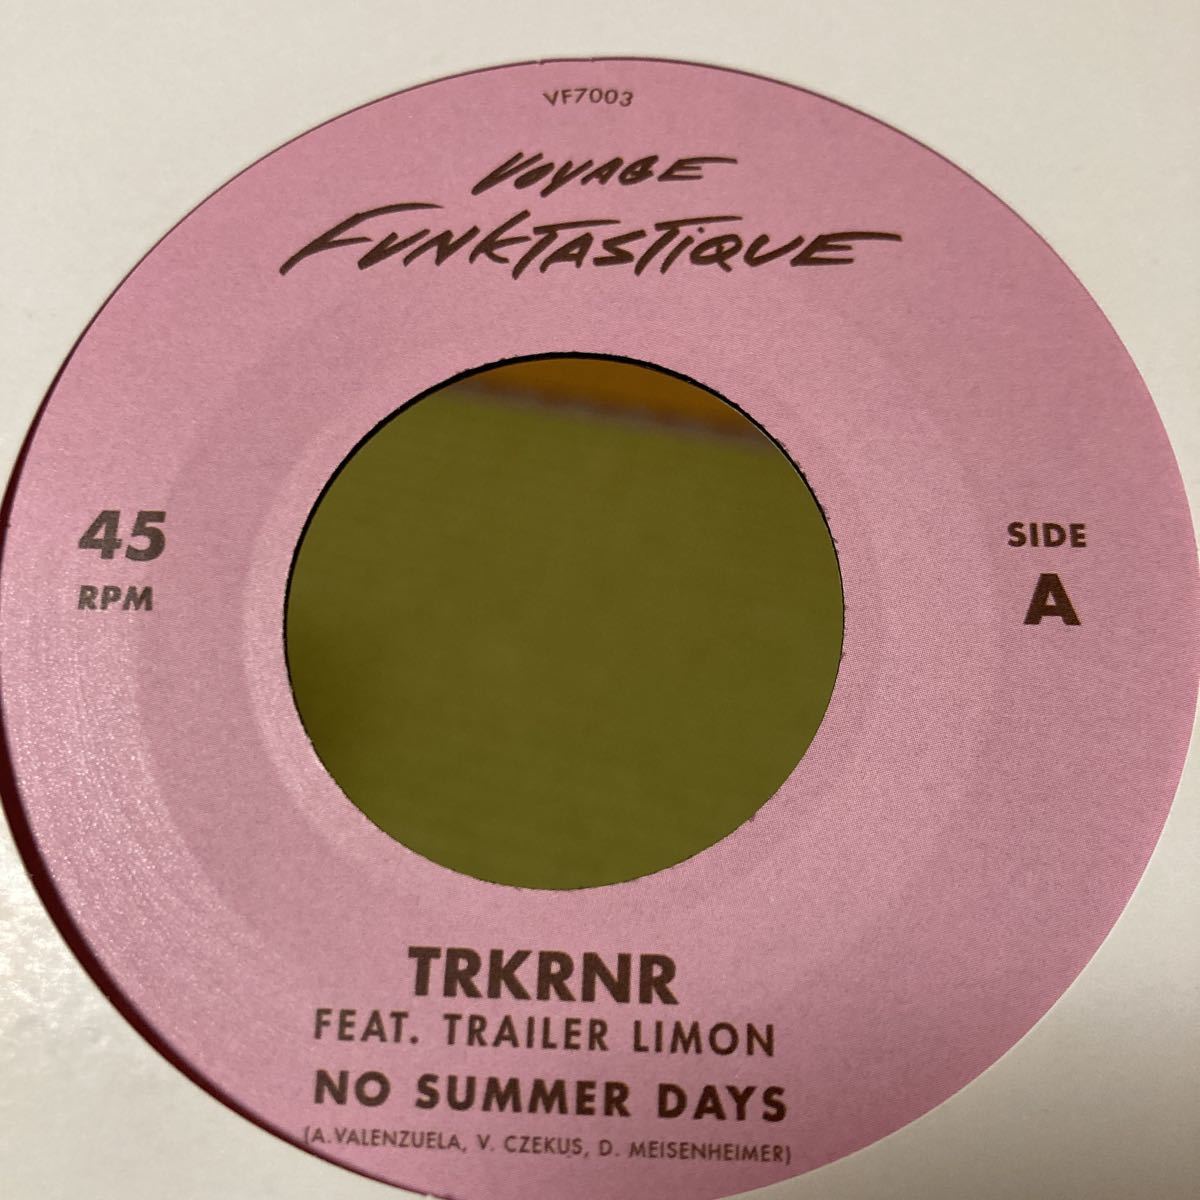 VF7003
VOYAGE
FUNKTASTIQUE
45
RPM
SIDE
A
TRKRNR
FEAT. TRAILER LIMON
NO SUMMER DAYS
(A.VALENZUELA, V. CZEKUS, D. MEISENHEIMER)